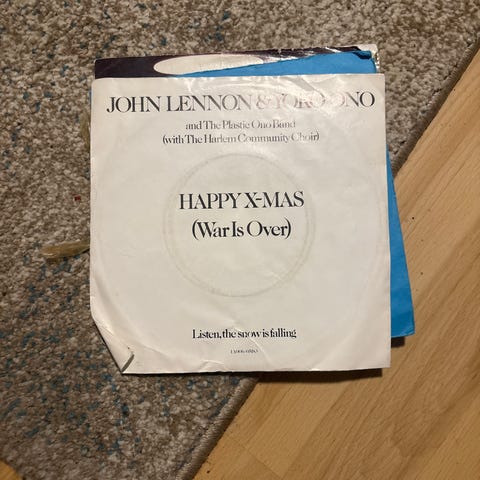 JOHN LENNON & YOKO ONO
and The Plastic Ono Band
(with The Harlem Community Choir)
HAPPY X-MAS
(War Is Over)
Listen, the snow is falling